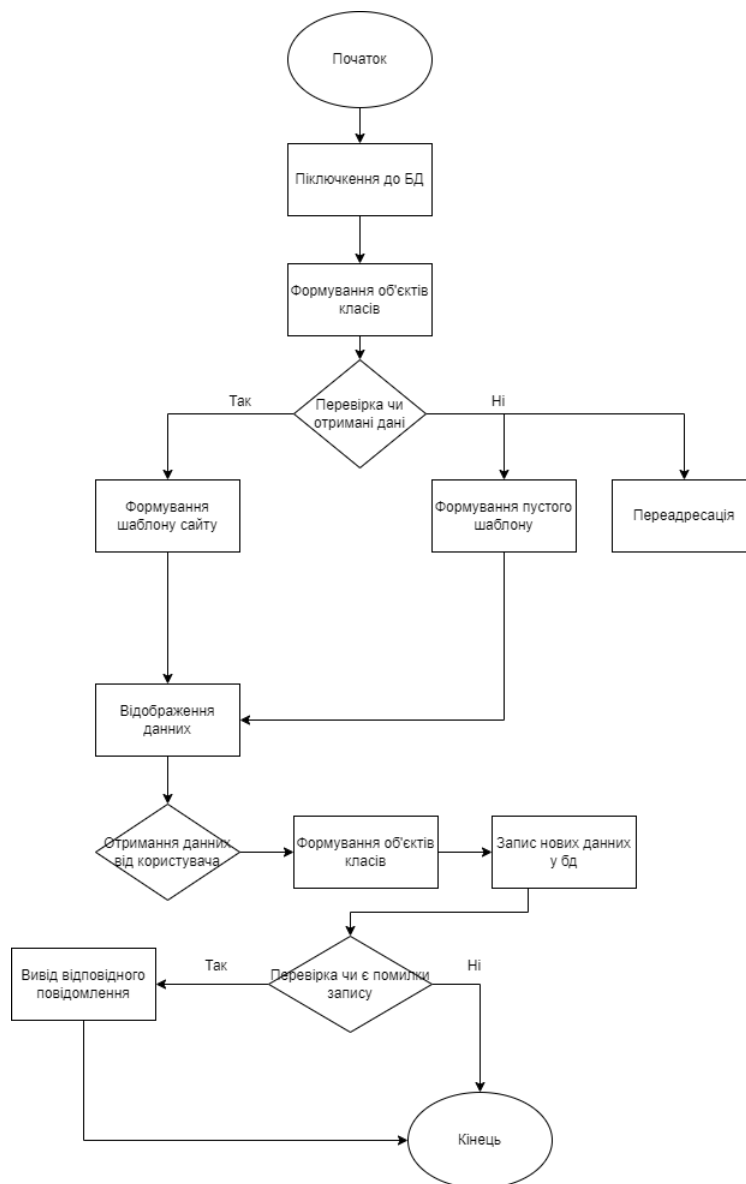 Початок
Піключкення до БД
Формування об'єктів
класів
Перевірка чи
отримані дані
Так
Ні
Формування
шаблону сайту
Формування пустого
шаблону
Переадресація
Відображення
данних
Отримання данних
від користувача
Формування об'єктів
класів
Запис нових данних
у бд
Перевірка чи є помилки
запису
Так
Ні
Вивід відповідного
повідомлення
Кінець